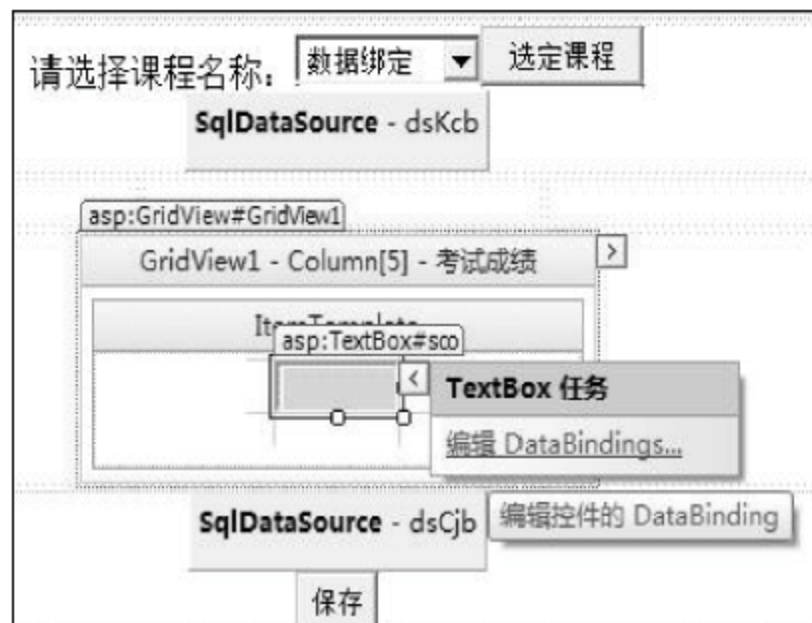 请选择课程名称: 数据绑定 选定课程
SqlDataSource - dsKcb
asp:GridView#GridView1
GridView1 - Column[5] - 考试成绩
ItemTemplate
asp:TextBox#sco
TextBox 任务
编辑 DataBindings...
SqlDataSource - dsCjb
编辑控件的 DataBinding
保存